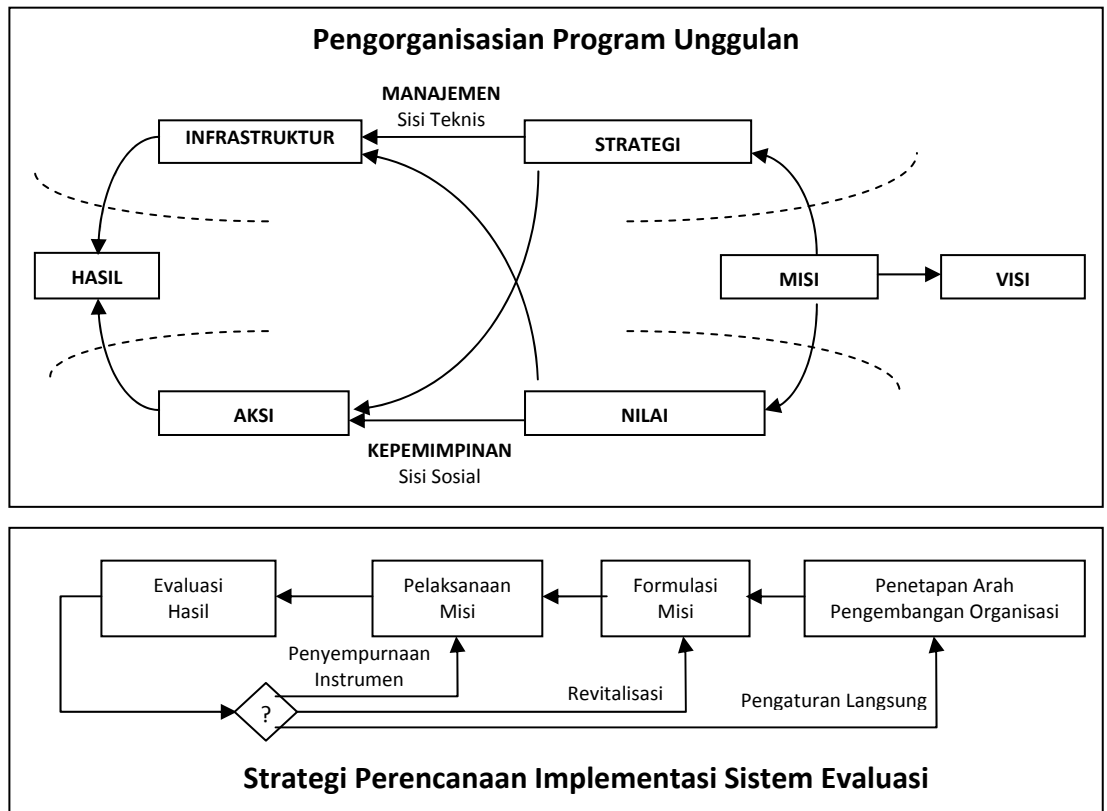 Pengorganisasian Program Unggulan
MANAJEMEN
Sisi Teknis
INFRASTRUKTUR
STRATEGI
HASIL
MISI
VISI
AKSI
NILAI
KEPEMIMPINAN
Sisi Sosial
Evaluasi
Hasil
Pelaksanaan
Misi
Formulasi
Misi
Penetapan Arah
Pengembangan Organisasi
Penyempurnaan
Instrumen
Revitalisasi
Pengaturan Langsung
?
Strategi Perencanaan Implementasi Sistem Evaluasi